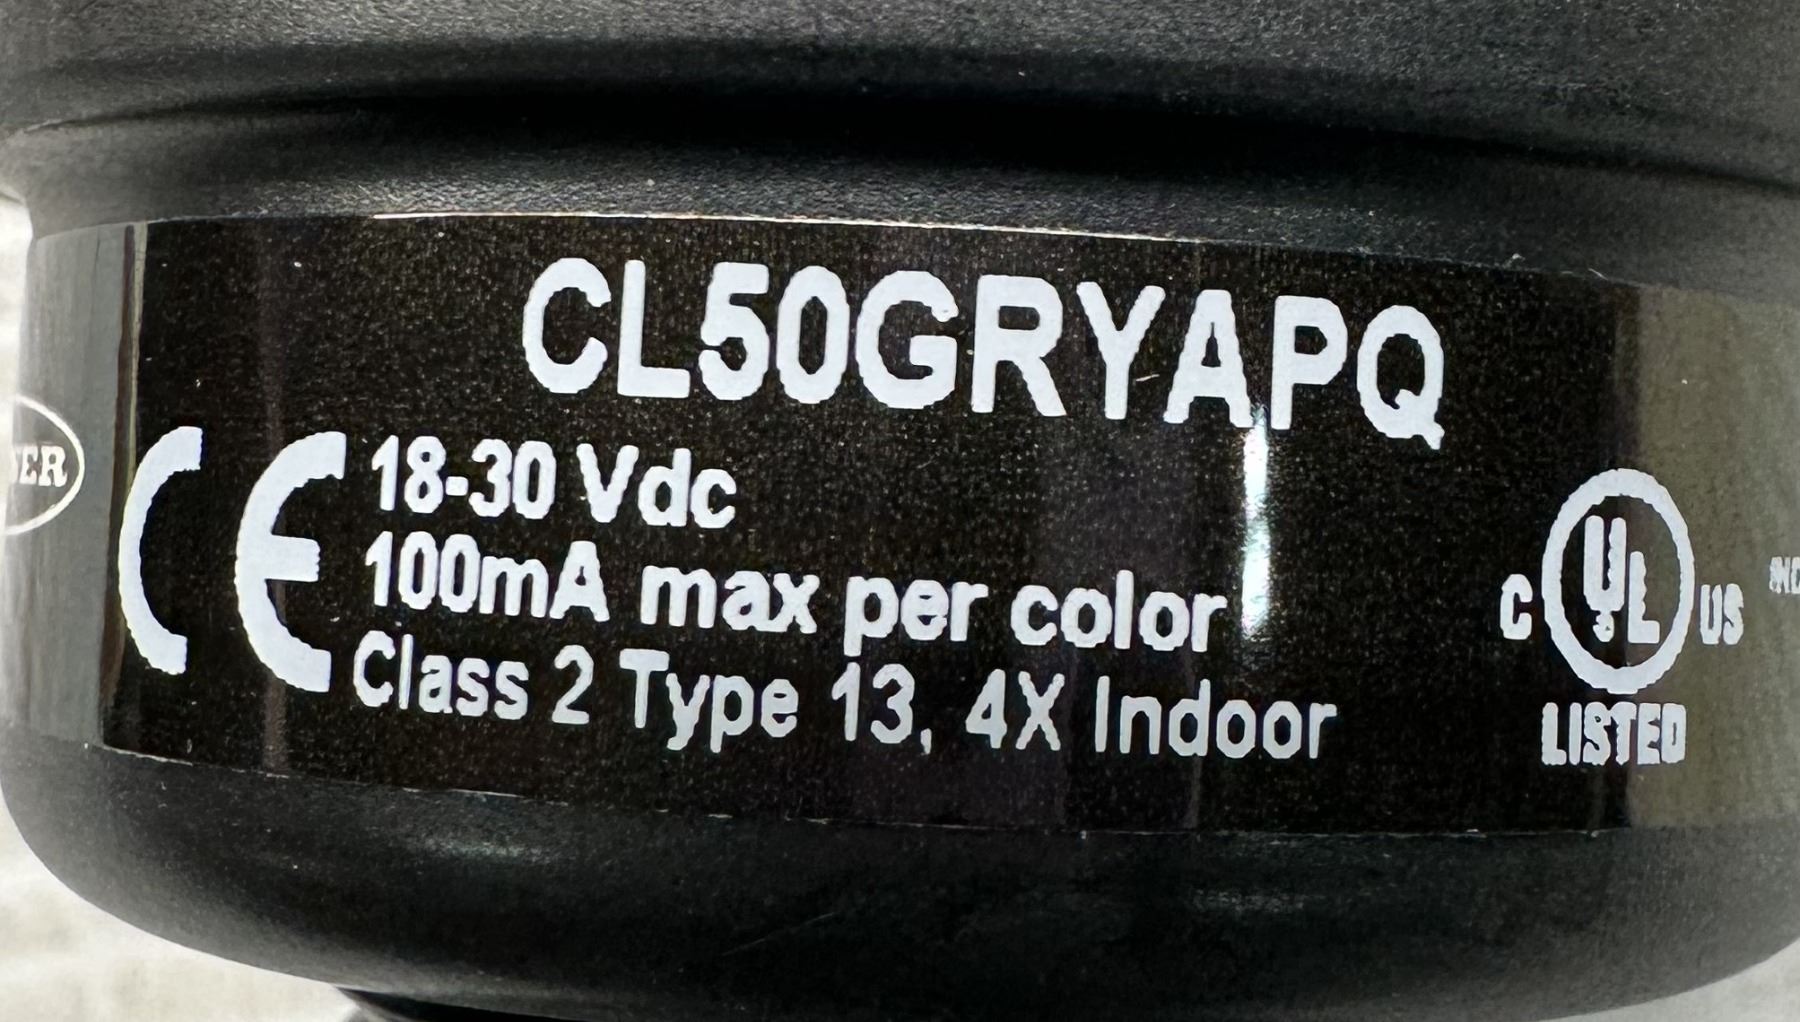 CL50GRYAPQ
CE
18-30 Vdc
100mA max per color
Class 2 Type 13, 4X Indoor
C UL US
LISTED